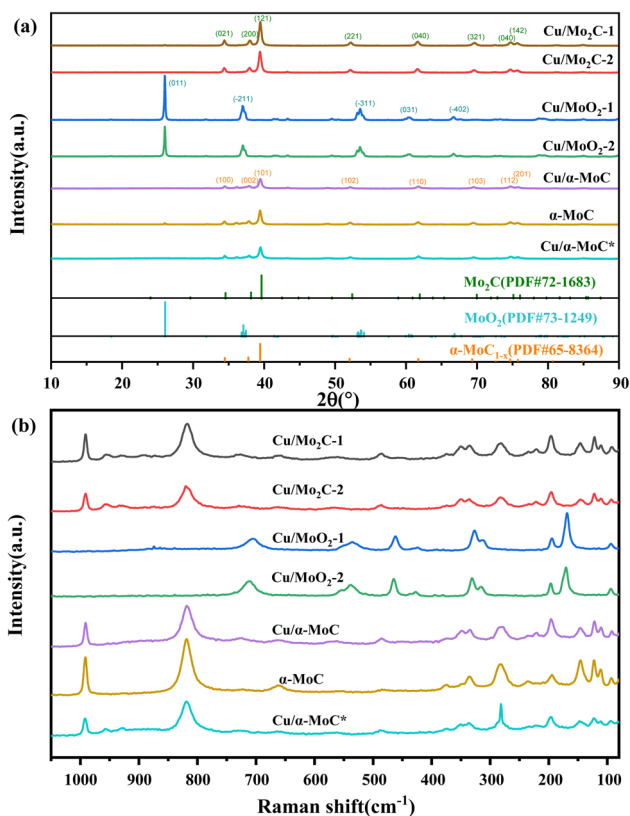 (a)
(121)
(021)
(200)
(221)
(040)
(321)
(040)
(142)
Cu/Mo₂C-1
Cu/Mo₂C-2
(011)
(-211)
(-311)
(031)
(-402)
Cu/MoO₂-1
Cu/MoO₂-2
(100)
(002)
(101)
(102)
(110)
(103)
(112)
(201)
Cu/α-MoC
α-MoC
Cu/α-MoC*
Mo₂C(PDF#72-1683)
MoO₂(PDF#73-1249)
α-MoC₁₋ₓ(PDF#65-8364)
Intensity(a.u.)
10 20 30 40 50 60 70 80 90
2θ(°)
(b)
Cu/Mo₂C-1
Cu/Mo₂C-2
Cu/MoO₂-1
Cu/MoO₂-2
Cu/α-MoC
α-MoC
Cu/α-MoC*
Intensity(a.u.)
1000 900 800 700 600 500 400 300 200 100
Raman shift(cm⁻¹)